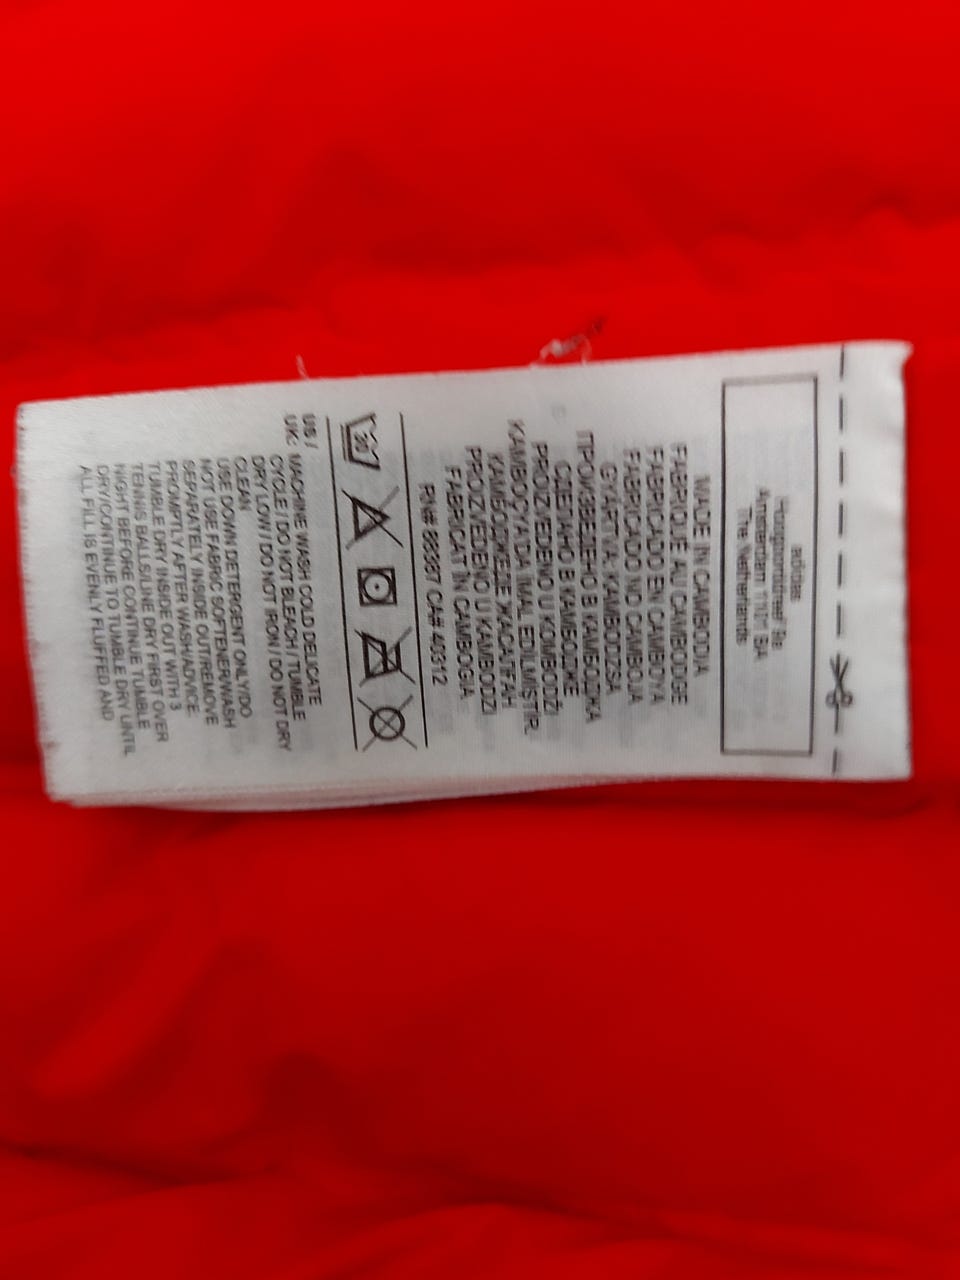 adidas
Hoogoorddreef 9a
Amsterdam 1101 BA
The Netherlands
MADE IN CAMBODIA
FABRIQUÉ AU CAMBODGE
FABRICADO EN CAMBOYA
FABRICADO NO CAMBOJA
GYÁRTVA: KAMBODZSA
ПРОИЗВЕДЕНО В КАМБОДЖА
СДЕЛАНО В КАМБОДЖЕ
PROIZVEDENO U KOMBODŽI
KAMBOÇYA'DA İMAL EDİLMİŞTİR.
КАМБОДЖЕДЕ ЖАСАЛҒАН
PROIZVEDENO U KAMBODŽI
FABRICAT ÎN CAMBOGIA
RN# 88387 CA# 40312
30
US /
UK: MACHINE WASH COLD DELICATE
CYCLE / DO NOT BLEACH / TUMBLE
DRY LOW / DO NOT IRON / DO NOT DRY
CLEAN
USE DOWN DETERGENT ONLY/DO
NOT USE FABRIC SOFTENER/WASH
SEPARATELY INSIDE OUT/REMOVE
PROMPTLY AFTER WASH/ADVICE:
TUMBLE DRY INSIDE OUT WITH 3
TENNIS BALLS/LINE DRY FIRST OVER
NIGHT BEFORE CONTINUE TUMBLE
DRY/CONTINUE TO TUMBLE DRY UNTIL
ALL FILL IS EVENLY FLUFFED AND